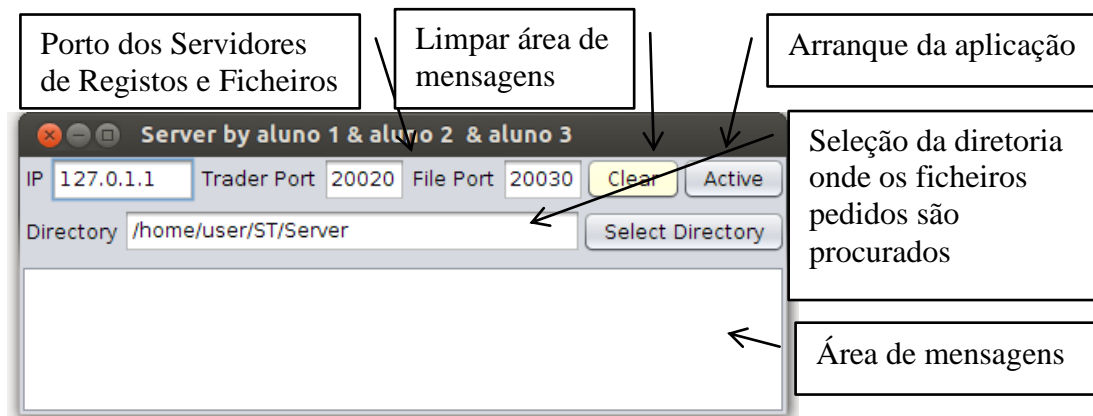 Porto dos Servidores
de Registos e Ficheiros
Limpar área de
mensagens
Arranque da aplicação
Server by aluno 1 & aluno 2 & aluno 3
IP 127.0.1.1 Trader Port 20020 File Port 20030 Clear Active
Directory /home/user/ST/Server Select Directory
Seleção da diretoria
onde os ficheiros
pedidos são
procurados
Área de mensagens